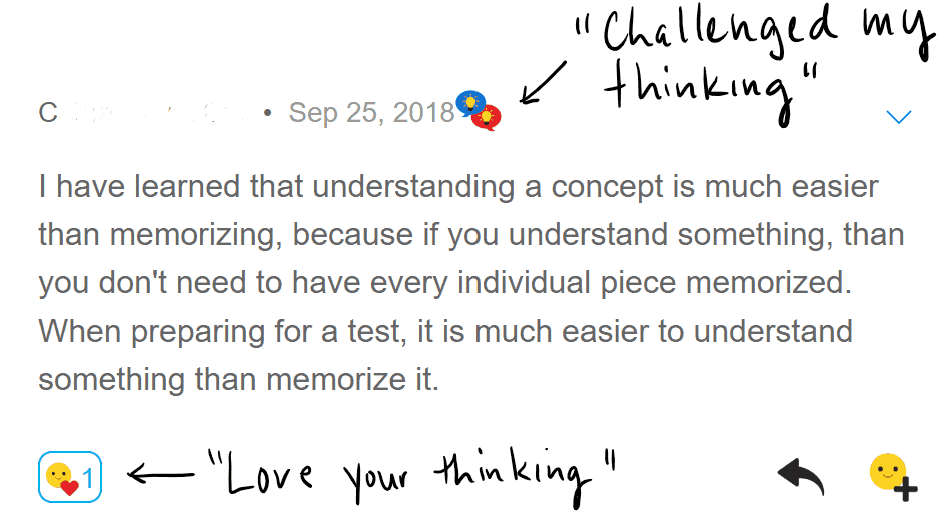 "Challenged my
thinking"
C • Sep 25, 2018
I have learned that understanding a concept is much easier
than memorizing, because if you understand something, than
you don't need to have every individual piece memorized.
When preparing for a test, it is much easier to understand
something than memorize it.
1 "Love your thinking"